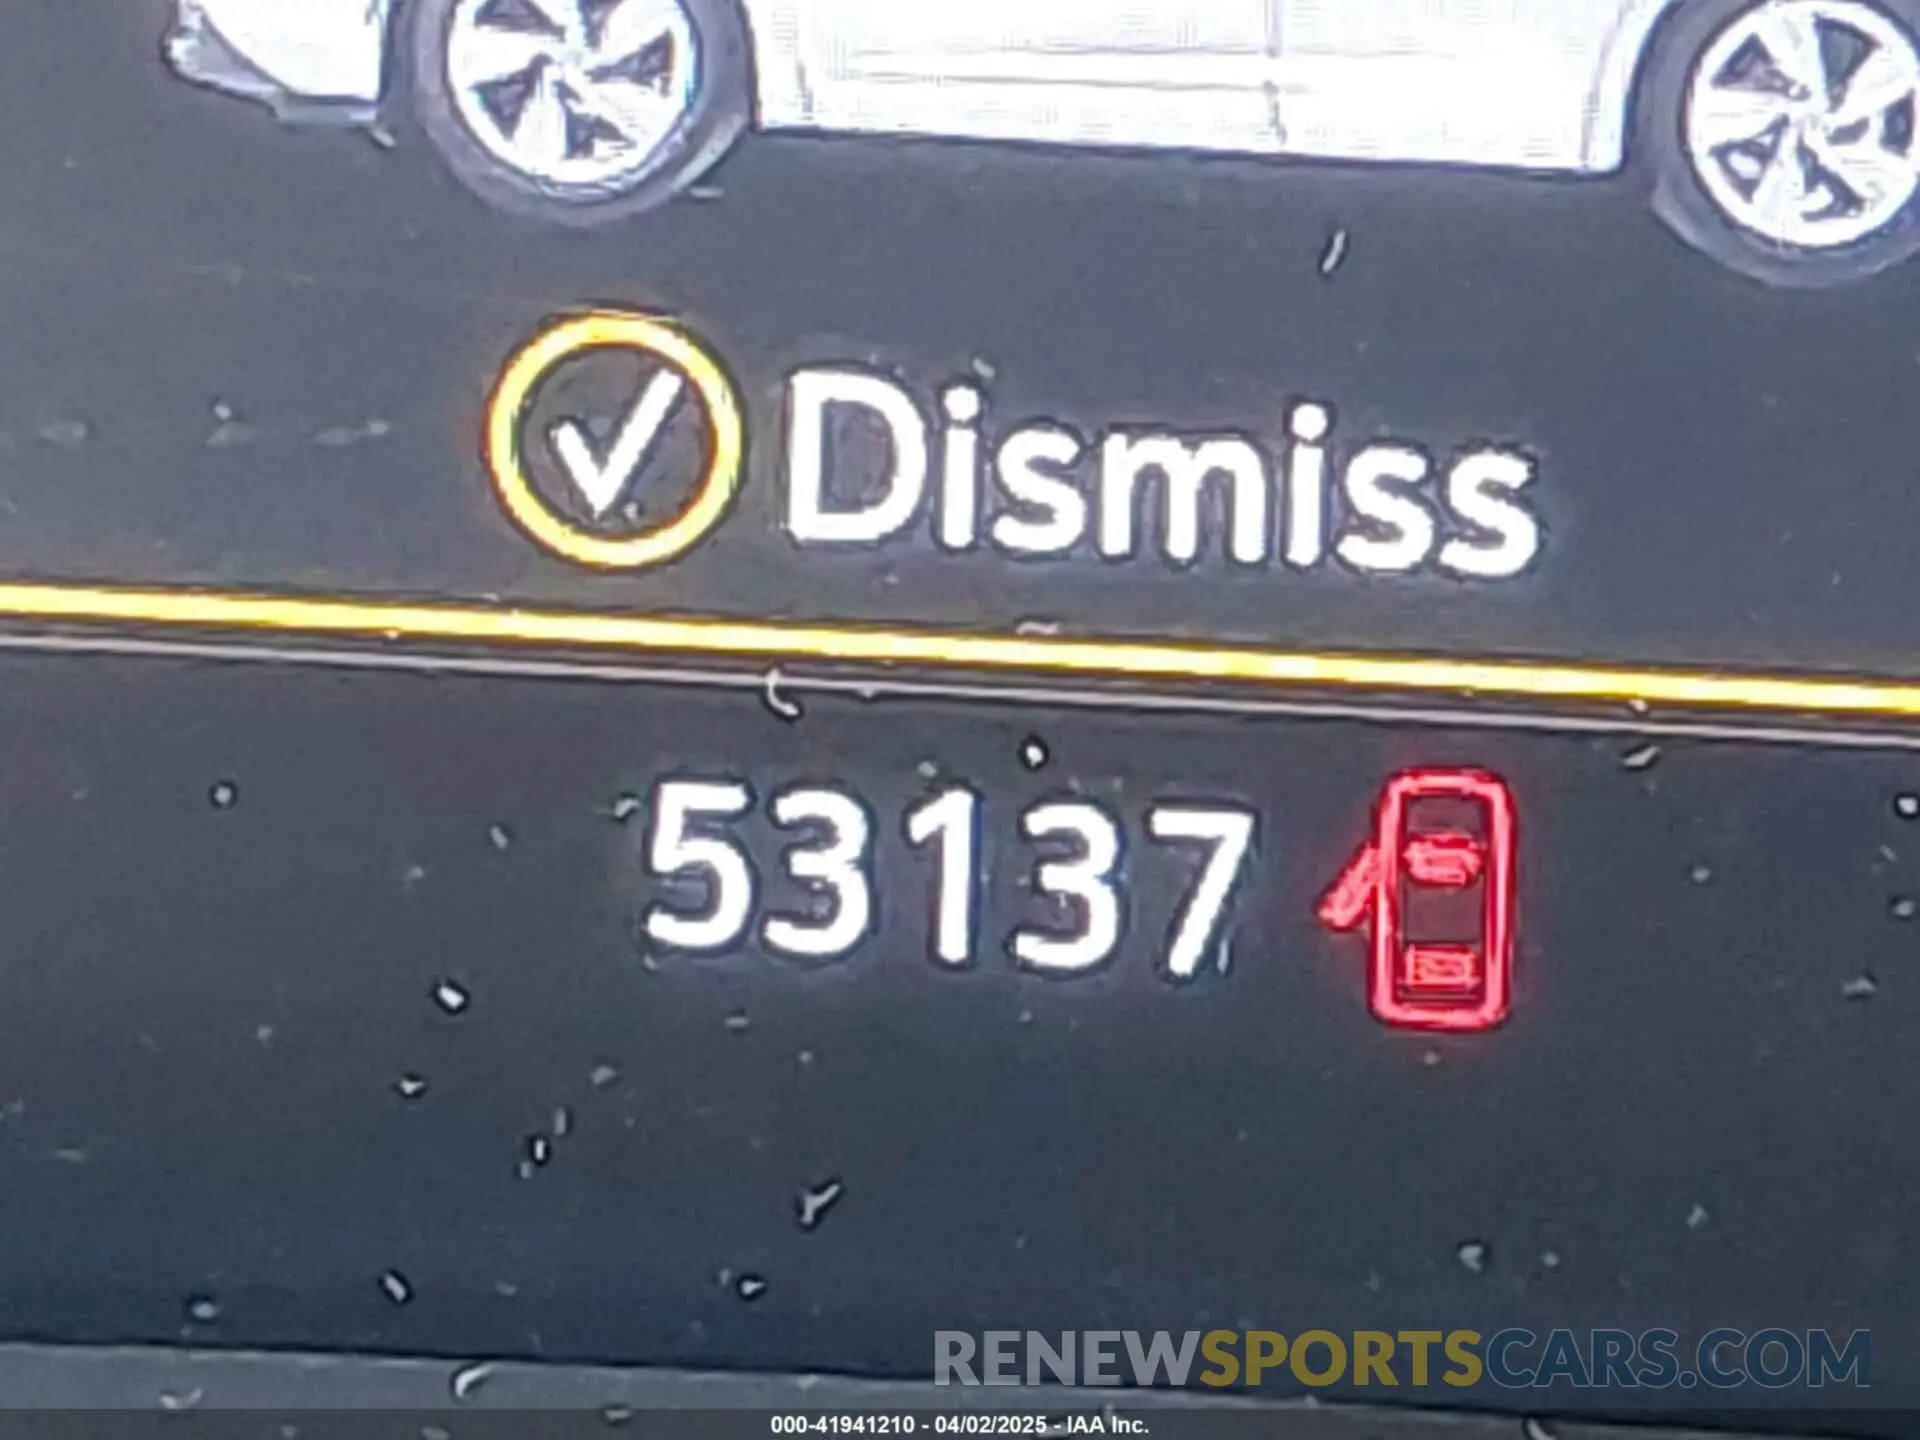 Dismiss
53137
RENEWSPORTSCARS.COM
000-41941210 - 04/02/2025 - IAA Inc.